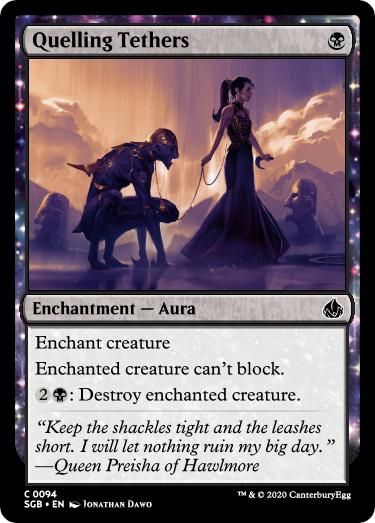 Quelling Tethers
Enchantment — Aura
Enchant creature
Enchanted creature can't block.
2: Destroy enchanted creature.
“Keep the shackles tight and the leashes
short. I will let nothing ruin my big day.”
—Queen Preisha of Hawlmore
C 0094
SGB • EN Jonathan Dawo
™ & © 2020 CanterburyEgg